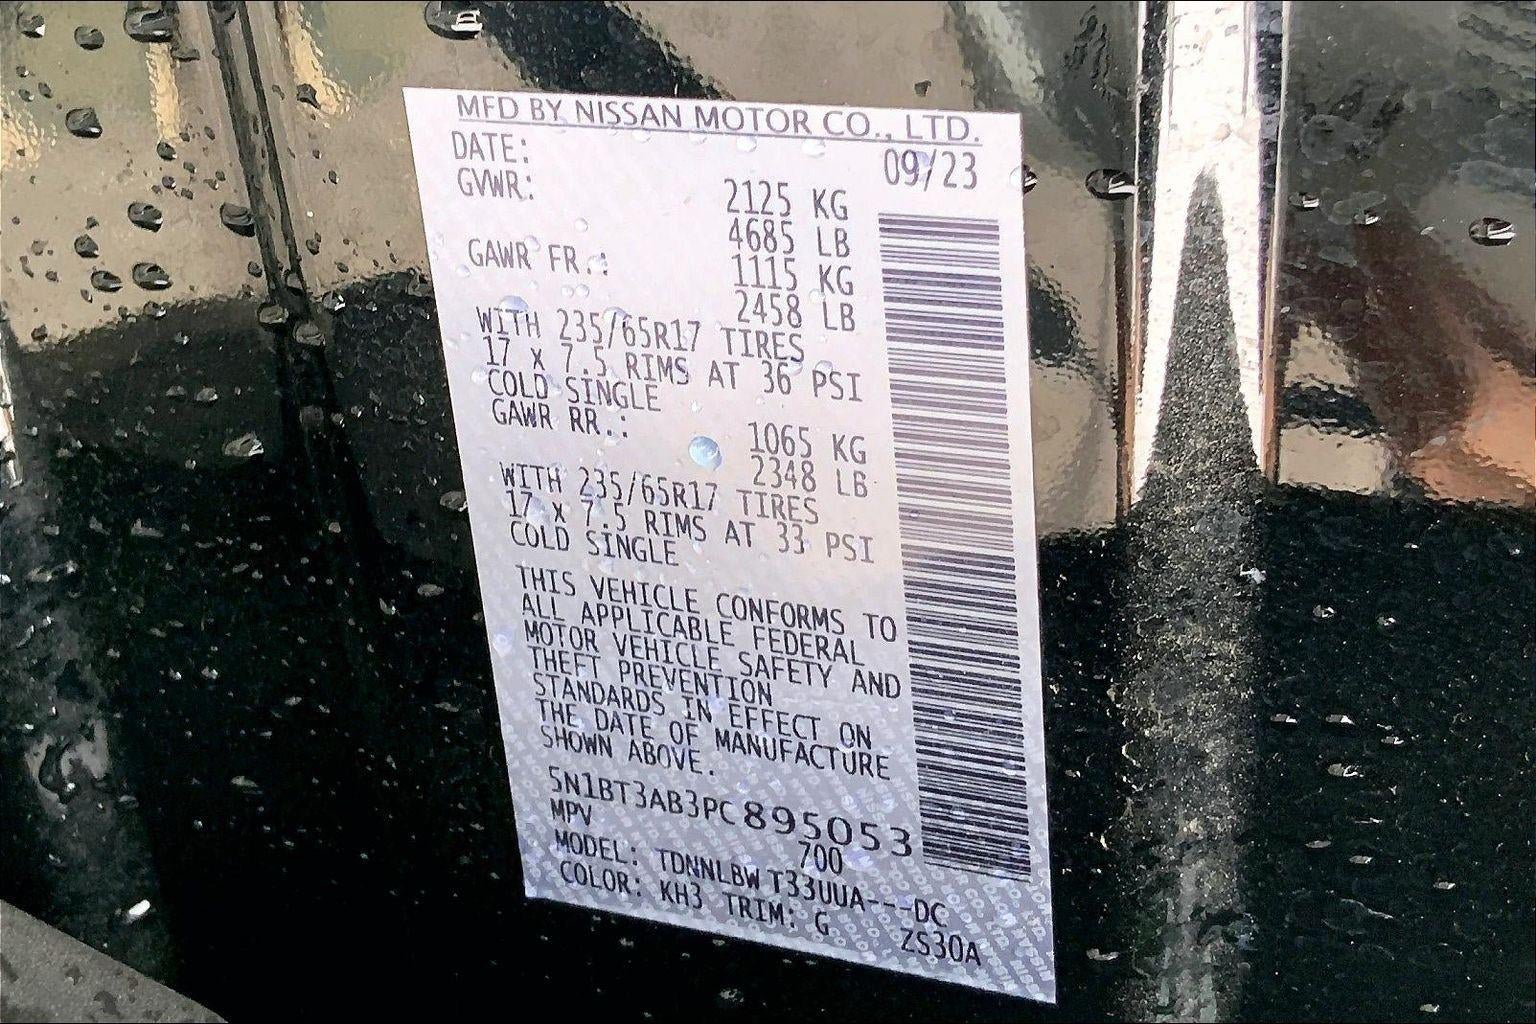 MFD BY NISSAN MOTOR CO., LTD.
DATE: 09/23
GVWR: 2125 KG
4685 LB
GAWR FR.: 1115 KG
2458 LB
WITH 235/65R17 TIRES
17 x 7.5 RIMS AT 36 PSI
COLD SINGLE
GAWR RR.: 1065 KG
2348 LB
WITH 235/65R17 TIRES
17 x 7.5 RIMS AT 33 PSI
COLD SINGLE
THIS VEHICLE CONFORMS TO
ALL APPLICABLE FEDERAL
MOTOR VEHICLE SAFETY AND
THEFT PREVENTION
STANDARDS IN EFFECT ON
THE DATE OF MANUFACTURE
SHOWN ABOVE.
5N1BT3AB3PC895053
MPV 700
MODEL: TDNNLBWT33UUA---DC
COLOR: KH3 TRIM: G ZS30A